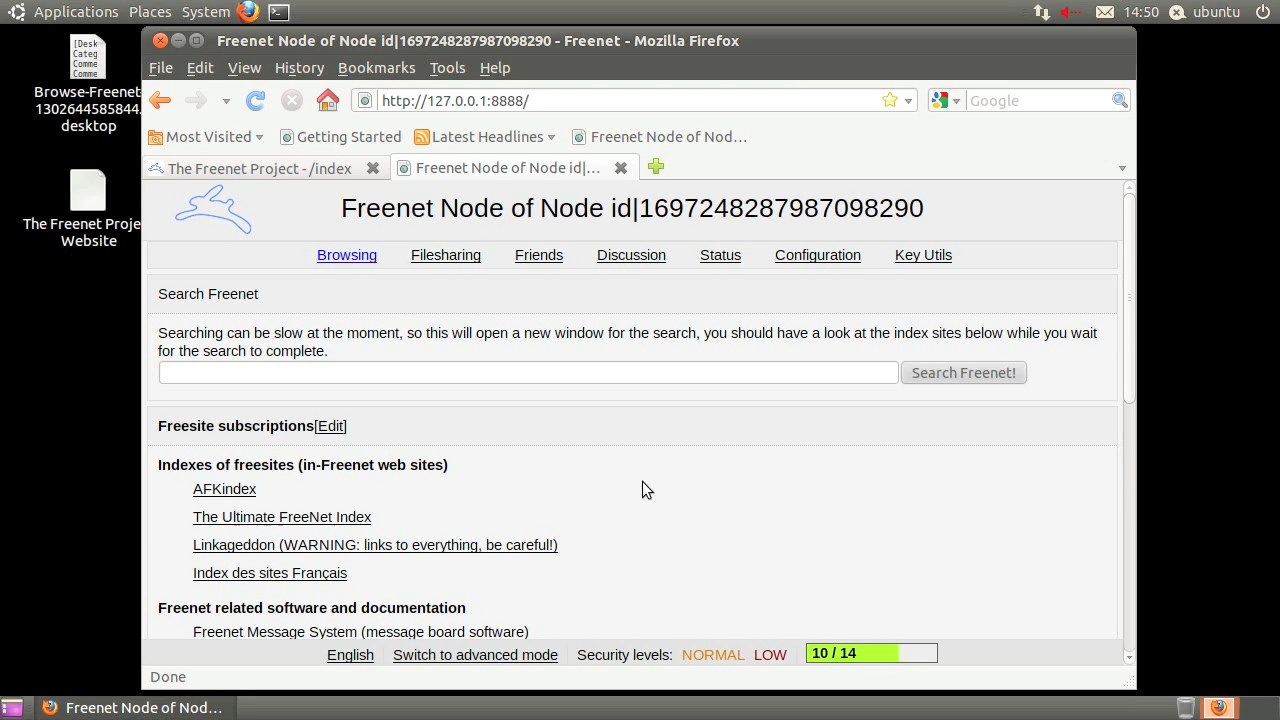 Applications Places System 14:50 ubuntu
[Desk
Categ
Comme
Comme
Browse-Freenet
1302644585844.
desktop
The Freenet Proje
Website
Freenet Node of Node id|1697248287987098290 - Freenet - Mozilla Firefox
File Edit View History Bookmarks Tools Help
http://127.0.0.1:8888/ Google
Most Visited Getting Started Latest Headlines Freenet Node of Nod...
The Freenet Project - /index Freenet Node of Node id|...
Freenet Node of Node id|1697248287987098290
Browsing Filesharing Friends Discussion Status Configuration Key Utils
Search Freenet
Searching can be slow at the moment, so this will open a new window for the search, you should have a look at the index sites below while you wait
for the search to complete.
Search Freenet!
Freesite subscriptions[Edit]
Indexes of freesites (in-Freenet web sites)
AFKindex
The Ultimate FreeNet Index
Linkageddon (WARNING: links to everything, be careful!)
Index des sites Français
Freenet related software and documentation
Freenet Message System (message board software)
English Switch to advanced mode Security levels: NORMAL LOW 10 / 14
Done
Freenet Node of Nod...